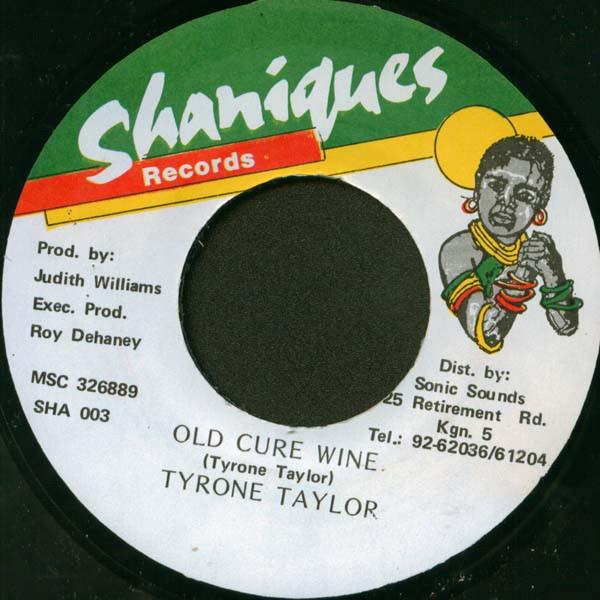 Shaniques
Records
Prod. by:
Judith Williams
Exec. Prod.
Roy Dehaney
MSC 326889
SHA 003
Dist. by:
Sonic Sounds
25 Retirement Rd.
Kgn. 5
Tel.: 92-62036/61204
OLD CURE WINE
(Tyrone Taylor)
TYRONE TAYLOR